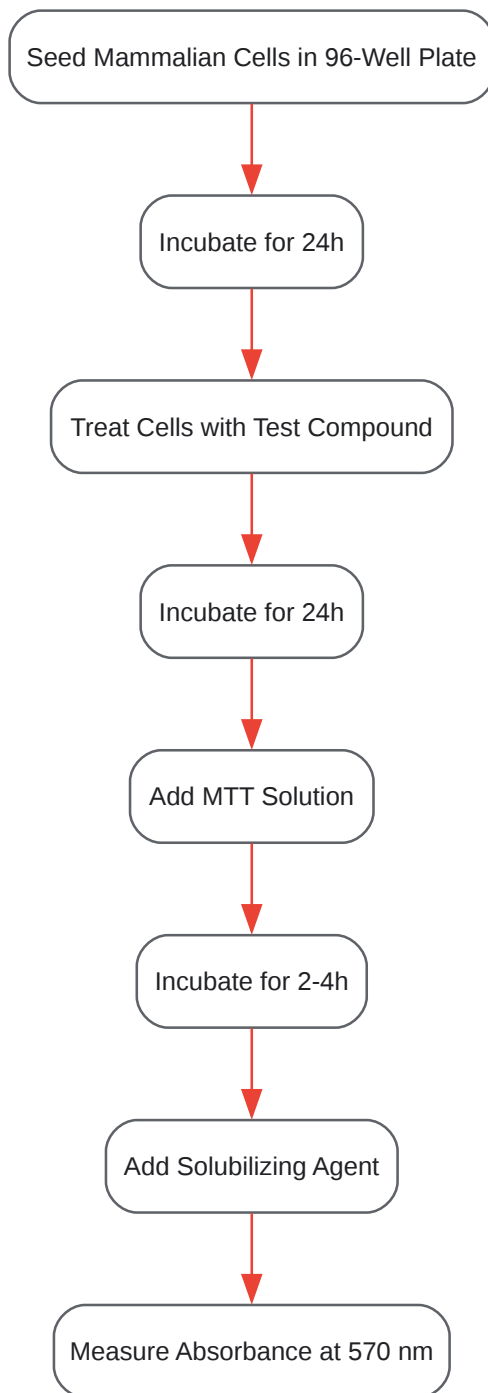 Seed Mammalian Cells in 96-Well Plate
Incubate for 24h
Treat Cells with Test Compound
Incubate for 24h
Add MTT Solution
Incubate for 2-4h
Add Solubilizing Agent
Measure Absorbance at 570 nm